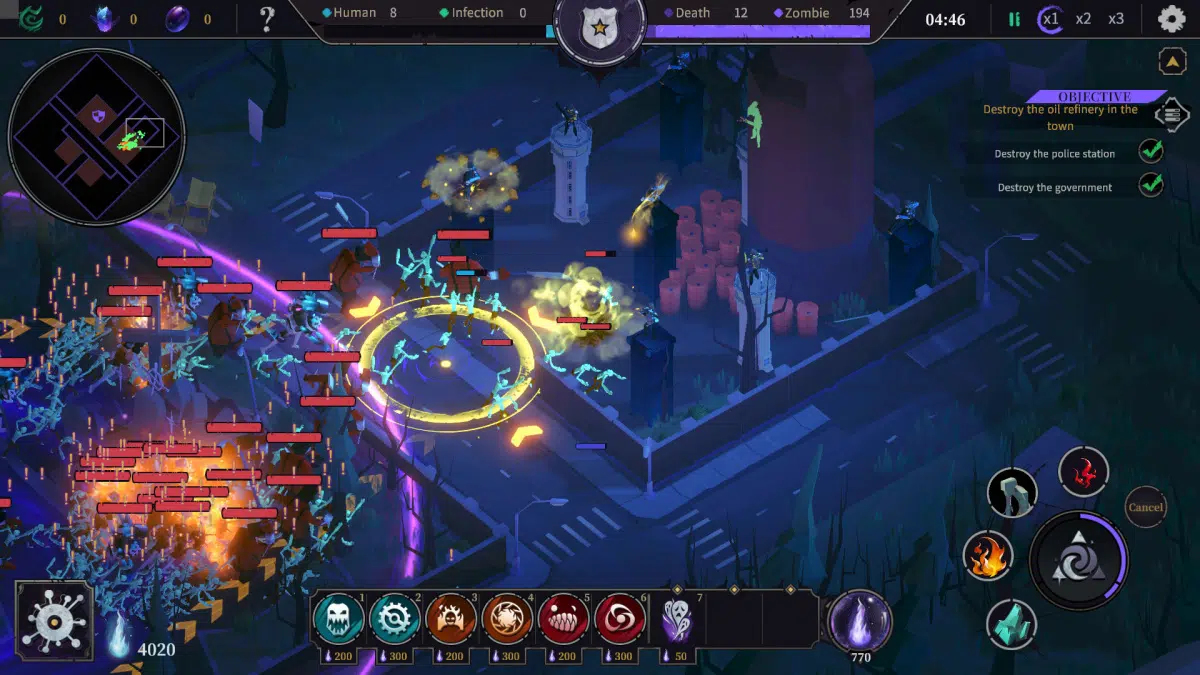 0 0 0 ? Human 8 Infection 0 Death 12 Zombie 194 04:46 x1 x2 x3
OBJECTIVE
Destroy the oil refinery in the
town
Destroy the police station
Destroy the government
Cancel
1 2 3 4 5 6 7
4020
200 300 200 300 200 300 50 770